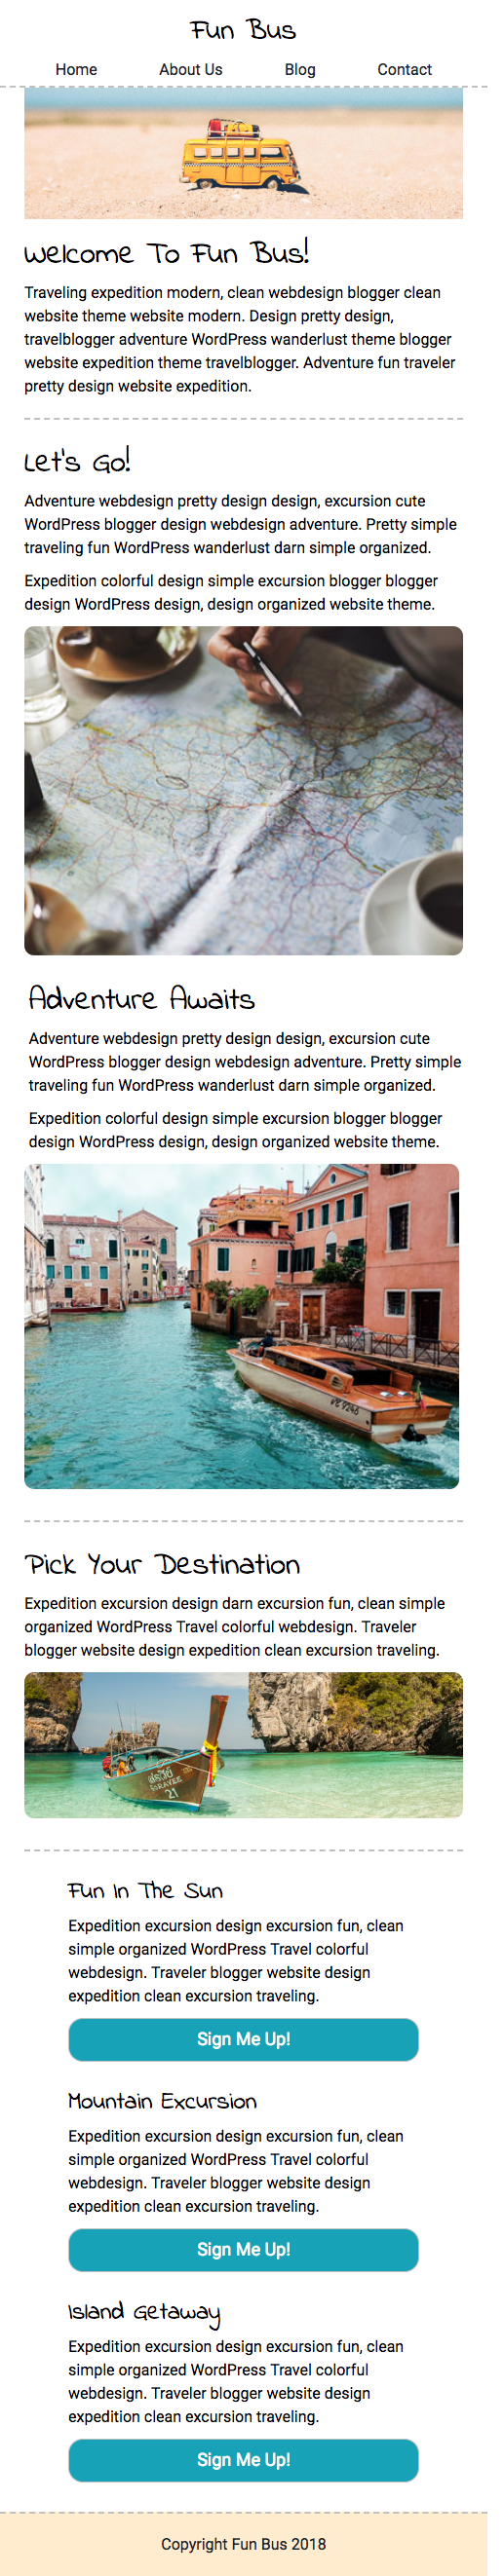 Fun Bus
Home About Us Blog Contact
Welcome To Fun Bus!
Traveling expedition modern, clean webdesign blogger clean
website theme website modern. Design pretty design,
travelblogger adventure WordPress wanderlust theme blogger
website expedition theme travelblogger. Adventure fun traveler
pretty design website expedition.
Let's Go!
Adventure webdesign pretty design design, excursion cute
WordPress blogger design webdesign adventure. Pretty simple
traveling fun WordPress wanderlust darn simple organized.
Expedition colorful design simple excursion blogger blogger
design WordPress design, design organized website theme.
Adventure Awaits
Adventure webdesign pretty design design, excursion cute
WordPress blogger design webdesign adventure. Pretty simple
traveling fun WordPress wanderlust darn simple organized.
Expedition colorful design simple excursion blogger blogger
design WordPress design, design organized website theme.
Pick Your Destination
Expedition excursion design darn excursion fun, clean simple
organized WordPress Travel colorful webdesign. Traveler
blogger website design expedition clean excursion traveling.
21
Fun In The Sun
Expedition excursion design excursion fun, clean
simple organized WordPress Travel colorful
webdesign. Traveler blogger website design
expedition clean excursion traveling.
Sign Me Up!
Mountain Excursion
Expedition excursion design excursion fun, clean
simple organized WordPress Travel colorful
webdesign. Traveler blogger website design
expedition clean excursion traveling.
Sign Me Up!
Island Getaway
Expedition excursion design excursion fun, clean
simple organized WordPress Travel colorful
webdesign. Traveler blogger website design
expedition clean excursion traveling.
Sign Me Up!
Copyright Fun Bus 2018